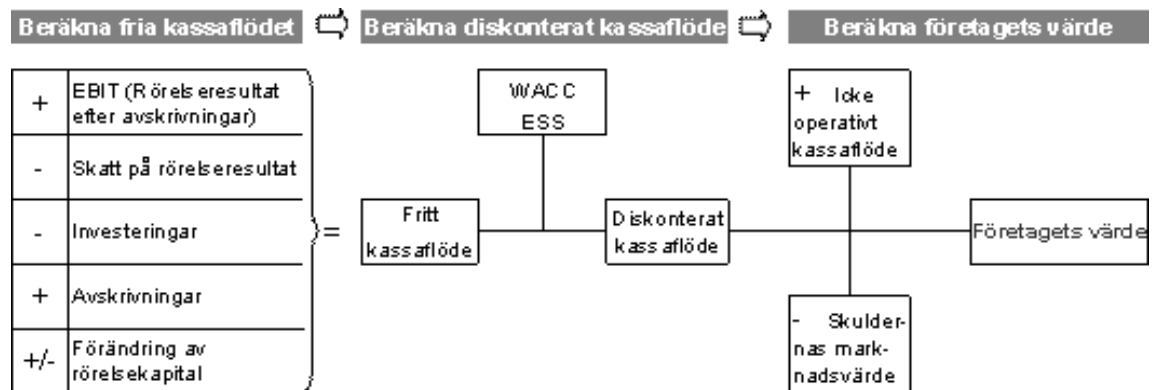 Beräkna fria kassaflödet
Beräkna diskonterat kassaflöde
Beräkna företagets värde
+ EBIT (Rörelseresultat
efter avskrivningar)
- Skatt på rörelseresultat
- Investeringar
+ Avskrivningar
+/- Förändring av
rörelsekapital
=
Fritt
kassaflöde
WACC
ESS
Diskonterat
kassaflöde
+ Icke
operativt
kassaflöde
- Skulder-
nas mark-
nadsvärde
Företagets värde